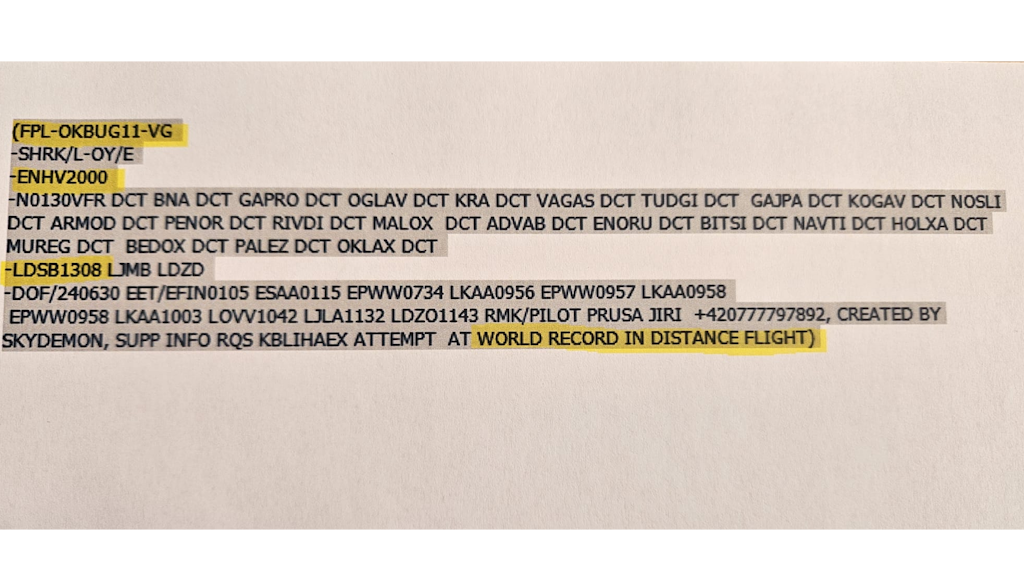 (FPL-OKBUG11-VG
-SHRK/L-OY/E
-ENHV2000
-N0130VFR DCT BNA DCT GAPRO DCT OGLAV DCT KRA DCT VAGAS DCT TUDGI DCT GAJPA DCT KOGAV DCT NOSLI
DCT ARMOD DCT PENOR DCT RIVDI DCT MALOX DCT ADVAB DCT ENORU DCT BITSI DCT NAVTI DCT HOLXA DCT
MUREG DCT BEDOX DCT PALEZ DCT OKLAX DCT
-LDSB1308 LJMB LDZD
-DOF/240630 EET/EFIN0105 ESAA0115 EPWW0734 LKAA0956 EPWW0957 LKAA0958
EPWW0958 LKAA1003 LOVV1042 LJLA1132 LDZO1143 RMK/PILOT PRUSA JIRI +420777797892, CREATED BY
SKYDEMON, SUPP INFO RQS KBLIHAEX ATTEMPT AT WORLD RECORD IN DISTANCE FLIGHT)